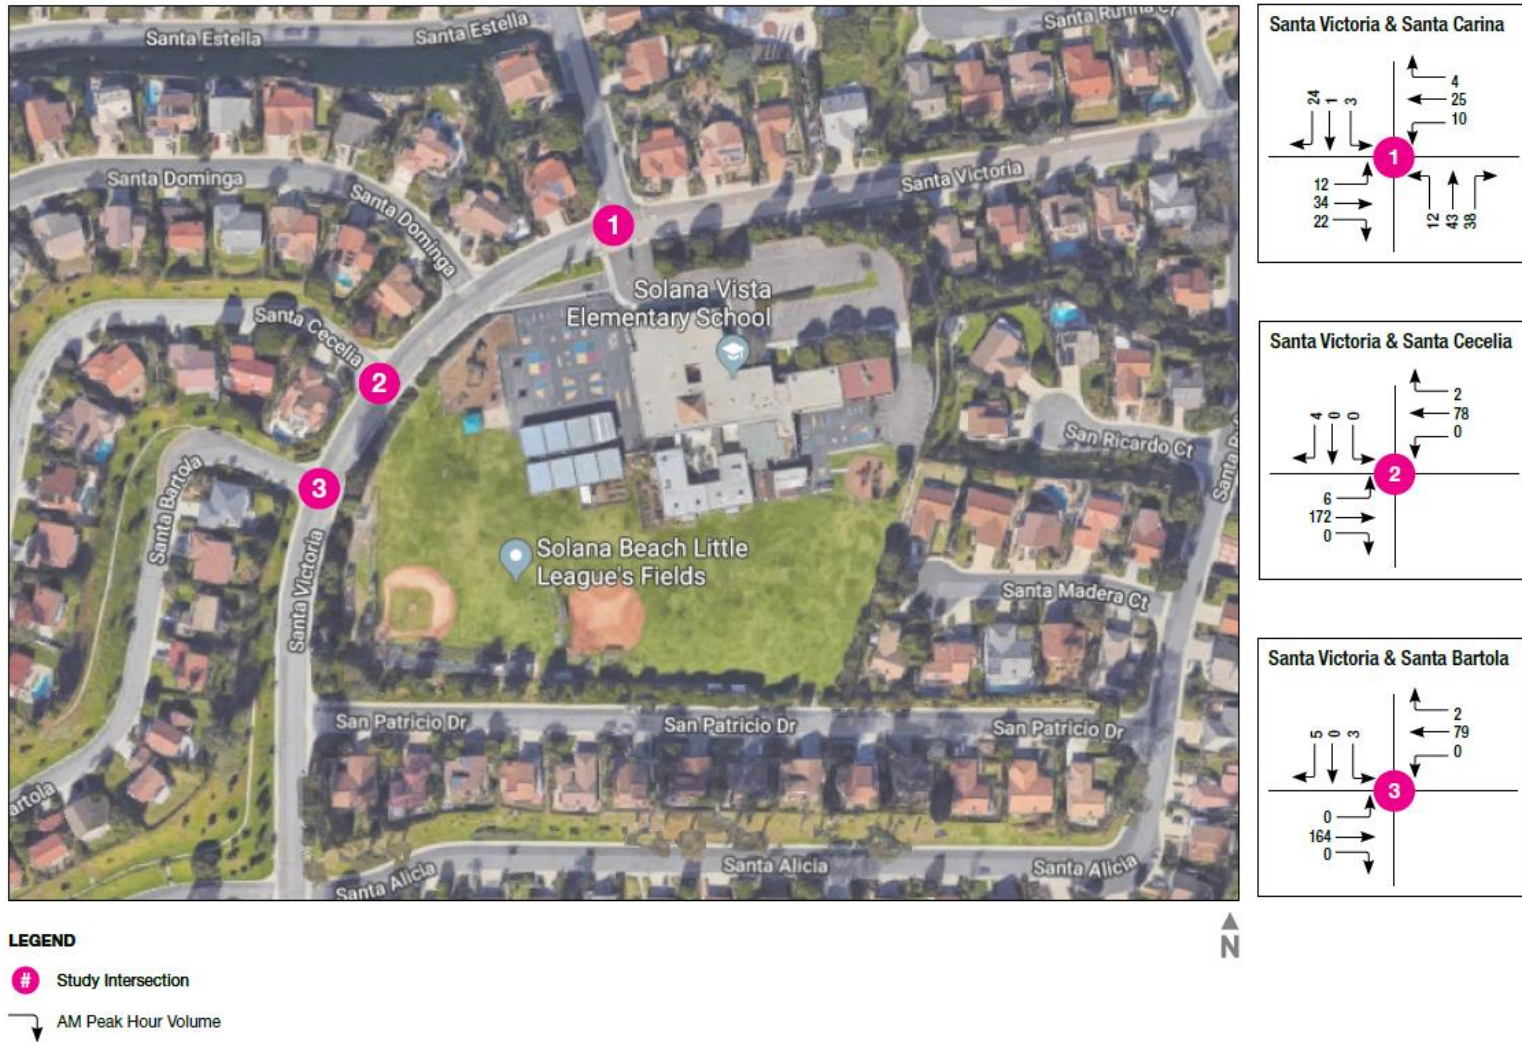 Santa Estella
Santa Estella
Santa Rufina Cr
Santa Dominga
Santa Dominga
Santa Victoria
1
Solana Vista
Elementary School
Santa Cecelia
2
San Ricardo Ct
Santa Bartola
3
Santa Victoria
Solana Beach Little
League's Fields
Santa Madera Ct
San Patricio Dr
San Patricio Dr
San Patricio Dr
artola
Santa Alicia
Santa Alicia
Santa Alicia
N
Santa Victoria & Santa Carina
24 1 3
4
25
10
1
12
34
22
12 43 38
Santa Victoria & Santa Cecelia
4 0 0
2
78
0
2
6
172
0
Santa Victoria & Santa Bartola
5 0 3
2
79
0
3
0
164
0
LEGEND
# Study Intersection
AM Peak Hour Volume